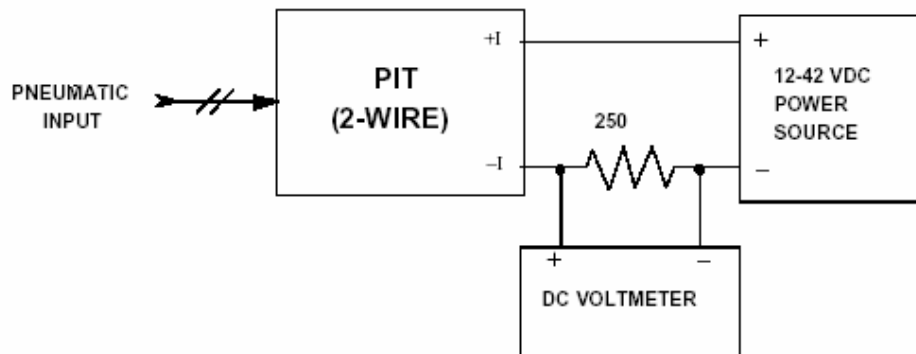 PNEUMATIC
INPUT
PIT
(2-WIRE)
+I
–I
250
+
12-42 VDC
POWER
SOURCE
–
+
–
DC VOLTMETER